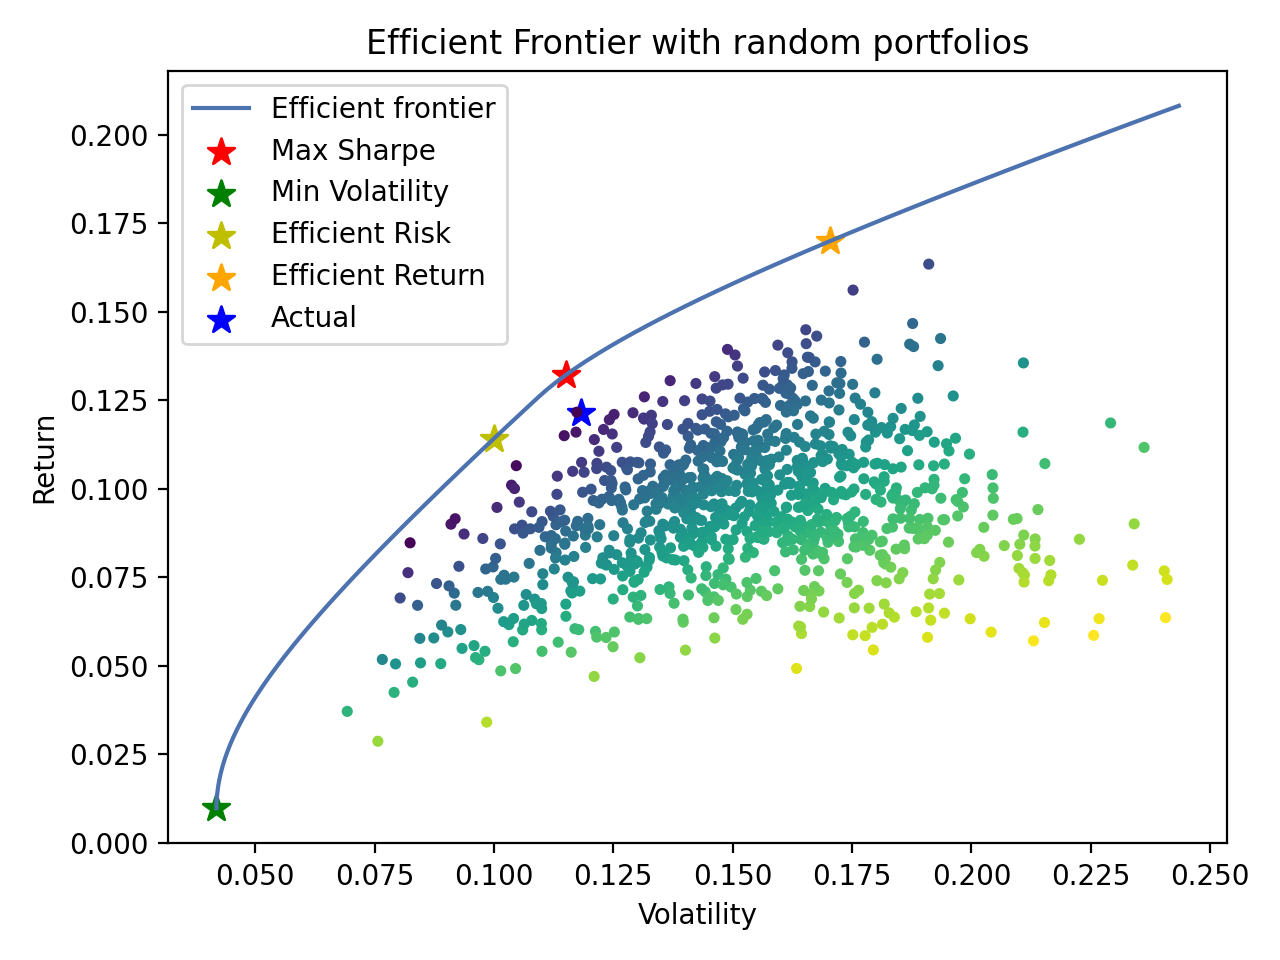 Efficient Frontier with random portfolios
Efficient frontier
Max Sharpe
Min Volatility
Efficient Risk
Efficient Return
Actual
Return
0.200
0.175
0.150
0.125
0.100
0.075
0.050
0.025
0.000
0.050 0.075 0.100 0.125 0.150 0.175 0.200 0.225 0.250
Volatility